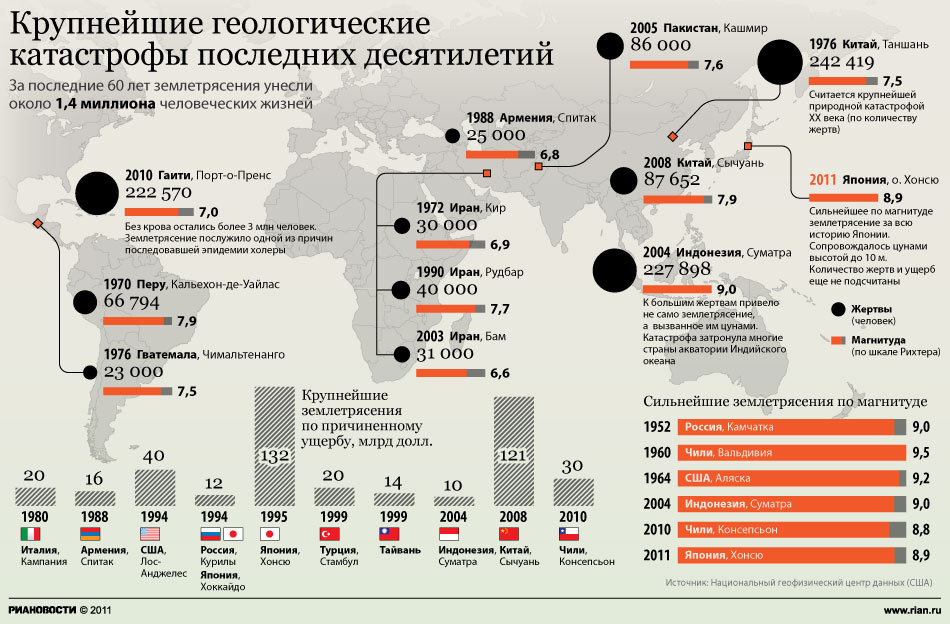 Крупнейшие геологические
катастрофы последних десятилетий
За последние 60 лет землетрясения унесли
около 1,4 миллиона человеческих жизней
2005 Пакистан, Кашмир
86 000
7,6
1976 Китай, Таншань
242 419
7,5
Считается крупнейшей
природной катастрофой
XX века (по количеству
жертв)
1988 Армения, Спитак
25 000
6,8
2010 Гаити, Порт-о-Пренс
222 570
7,0
Без крова остались более 3 млн человек.
Землетрясение послужило одной из причин
последовавшей эпидемии холеры
2008 Китай, Сычуань
87 652
7,9
2011 Япония, о. Хонсю
8,9
Сильнейшее по магнитуде
землетрясение за всю
историю Японии.
Сопровождалось цунами
высотой до 10 м.
Количество жертв и ущерб
еще не подсчитаны
1972 Иран, Кир
30 000
6,9
1990 Иран, Рудбар
40 000
7,7
2003 Иран, Бам
31 000
6,6
2004 Индонезия, Суматра
227 898
9,0
К большим жертвам привело
не само землетрясение,
а вызванное им цунами.
Катастрофа затронула многие
страны акватории Индийского
океана
1970 Перу, Кальехон-де-Уайлас
66 794
7,9
1976 Гватемала, Чимальтенанго
23 000
7,5
Жертвы
(человек)
Магнитуда
(по шкале Рихтера)
Крупнейшие
землетрясения
по причиненному
ущербу, млрд долл.
20
1980
Италия,
Кампания
16
1988
Армения,
Спитак
40
1994
США,
Лос-
Анджелес
12
1994
Россия,
Курилы
Япония,
Хоккайдо
132
1995
Япония,
Хонсю
20
1999
Турция,
Стамбул
14
1999
Тайвань
10
2004
Индонезия,
Суматра
121
2008
Китай,
Сычуань
30
2010
Чили,
Консепсьон
Сильнейшие землетрясения по магнитуде
1952 Россия, Камчатка 9,0
1960 Чили, Вальдивия 9,5
1964 США, Аляска 9,2
2004 Индонезия, Суматра 9,0
2010 Чили, Консепсьон 8,8
2011 Япония, Хонсю 8,9
Источник: Национальный геофизический центр данных (США)
РИАНОВОСТИ © 2011
www.rian.ru